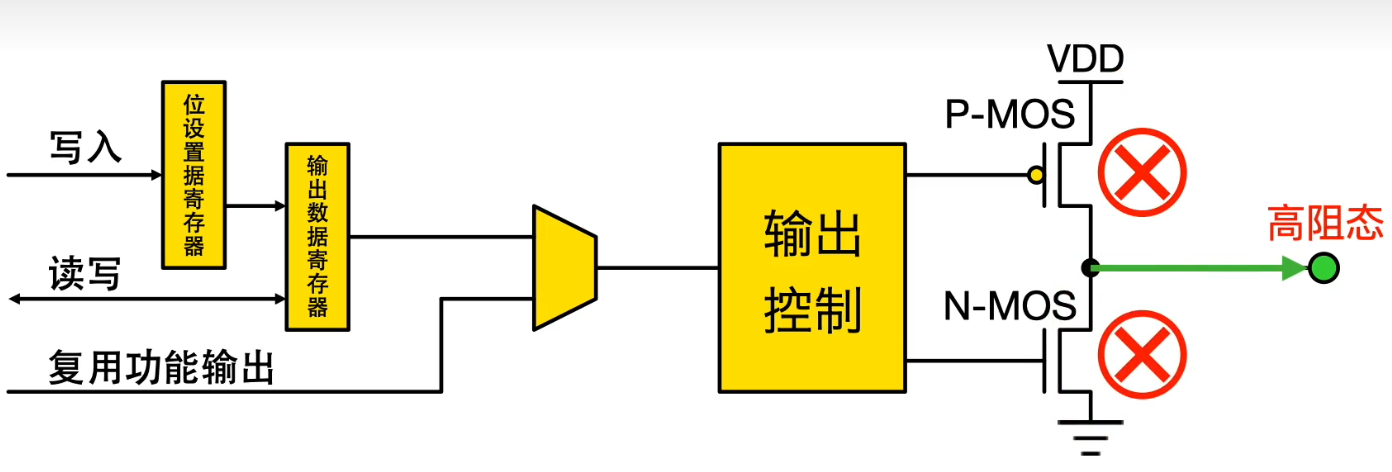 VDD
P-MOS
写入
位设置据寄存器
输出数据寄存器
输出
控制
高阻态
读写
N-MOS
复用功能输出